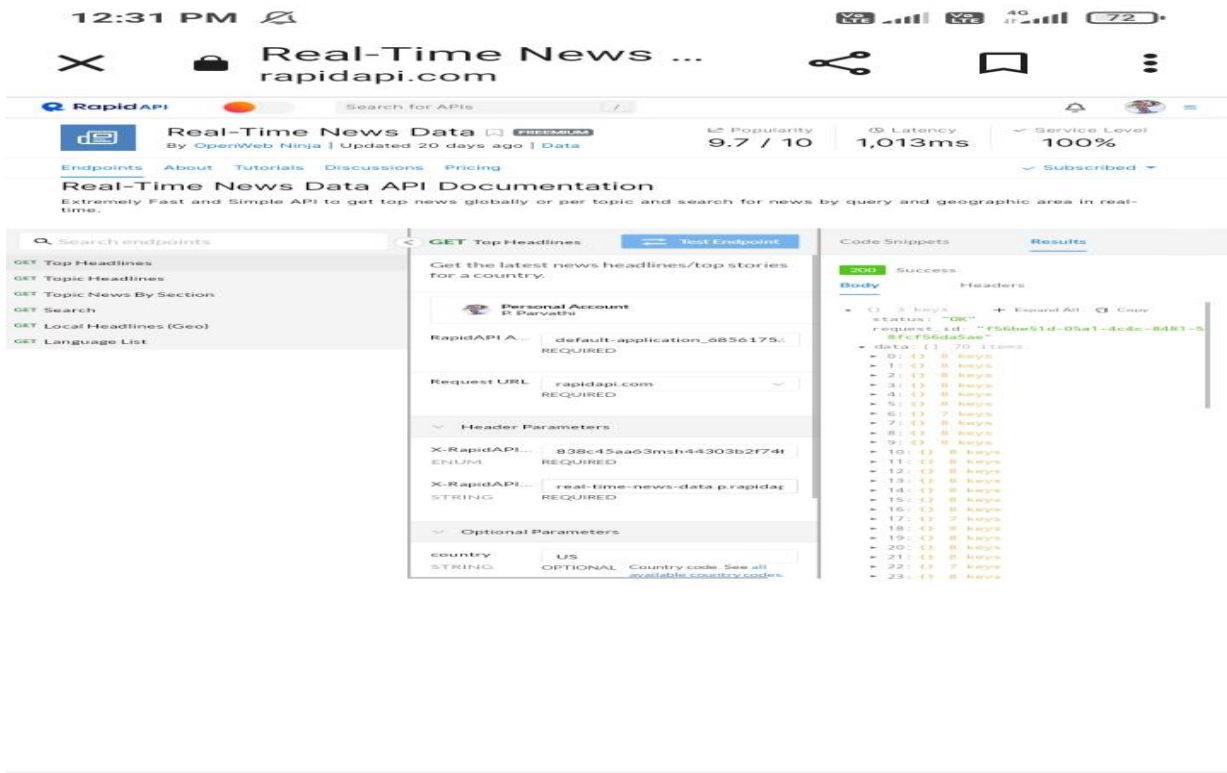 12:31 PM
Vo LTE Vo LTE 4G 72
Real-Time News ...
rapidapi.com
Rapid API
Search for APIs /
Real-Time News Data FREEMIUM
By OpenWeb Ninja | Updated 20 days ago | Data
Popularity
9.7 / 10
Latency
1,013ms
Service Level
100%
Endpoints About Tutorials Discussions Pricing
Subscribed
Real-Time News Data API Documentation
Extremely Fast and Simple API to get top news globally or per topic and search for news by query and geographic area in real-
time.
Search endpoints
GET Top Headlines
GET Topic Headlines
GET Topic News By Section
GET Search
GET Local Headlines (Geo)
GET Language List
GET Top Headlines
Test Endpoint
Get the latest news headlines/top stories
for a country.
Personal Account
P. Parvathi
RapidAPI A... default-application_6856175.
REQUIRED
Request URL rapidapi.com
REQUIRED
Header Parameters
X-RapidAPI... 838c45aa63msh44303b2f74f
ENUM REQUIRED
X-RapidAPI... real-time-news-data.p.rapidap
STRING REQUIRED
Optional Parameters
country US
STRING OPTIONAL Country code. See all
available country codes.
Code Snippets Results
200 Success
Body Headers
{} 3 keys + Expand All Copy
status: "OK"
request_id: "f56be51d-05a1-4c4c-8481-5
8fcf56da5ae"
data: [] 70 items
0: {} 8 keys
1: {} 8 keys
2: {} 8 keys
3: {} 8 keys
4: {} 8 keys
5: {} 8 keys
6: {} 7 keys
7: {} 8 keys
8: {} 8 keys
9: {} 8 keys
10: {} 8 keys
11: {} 8 keys
12: {} 8 keys
13: {} 8 keys
14: {} 8 keys
15: {} 8 keys
16: {} 8 keys
17: {} 7 keys
18: {} 8 keys
19: {} 8 keys
20: {} 8 keys
21: {} 8 keys
22: {} 7 keys
23: {} 8 keys